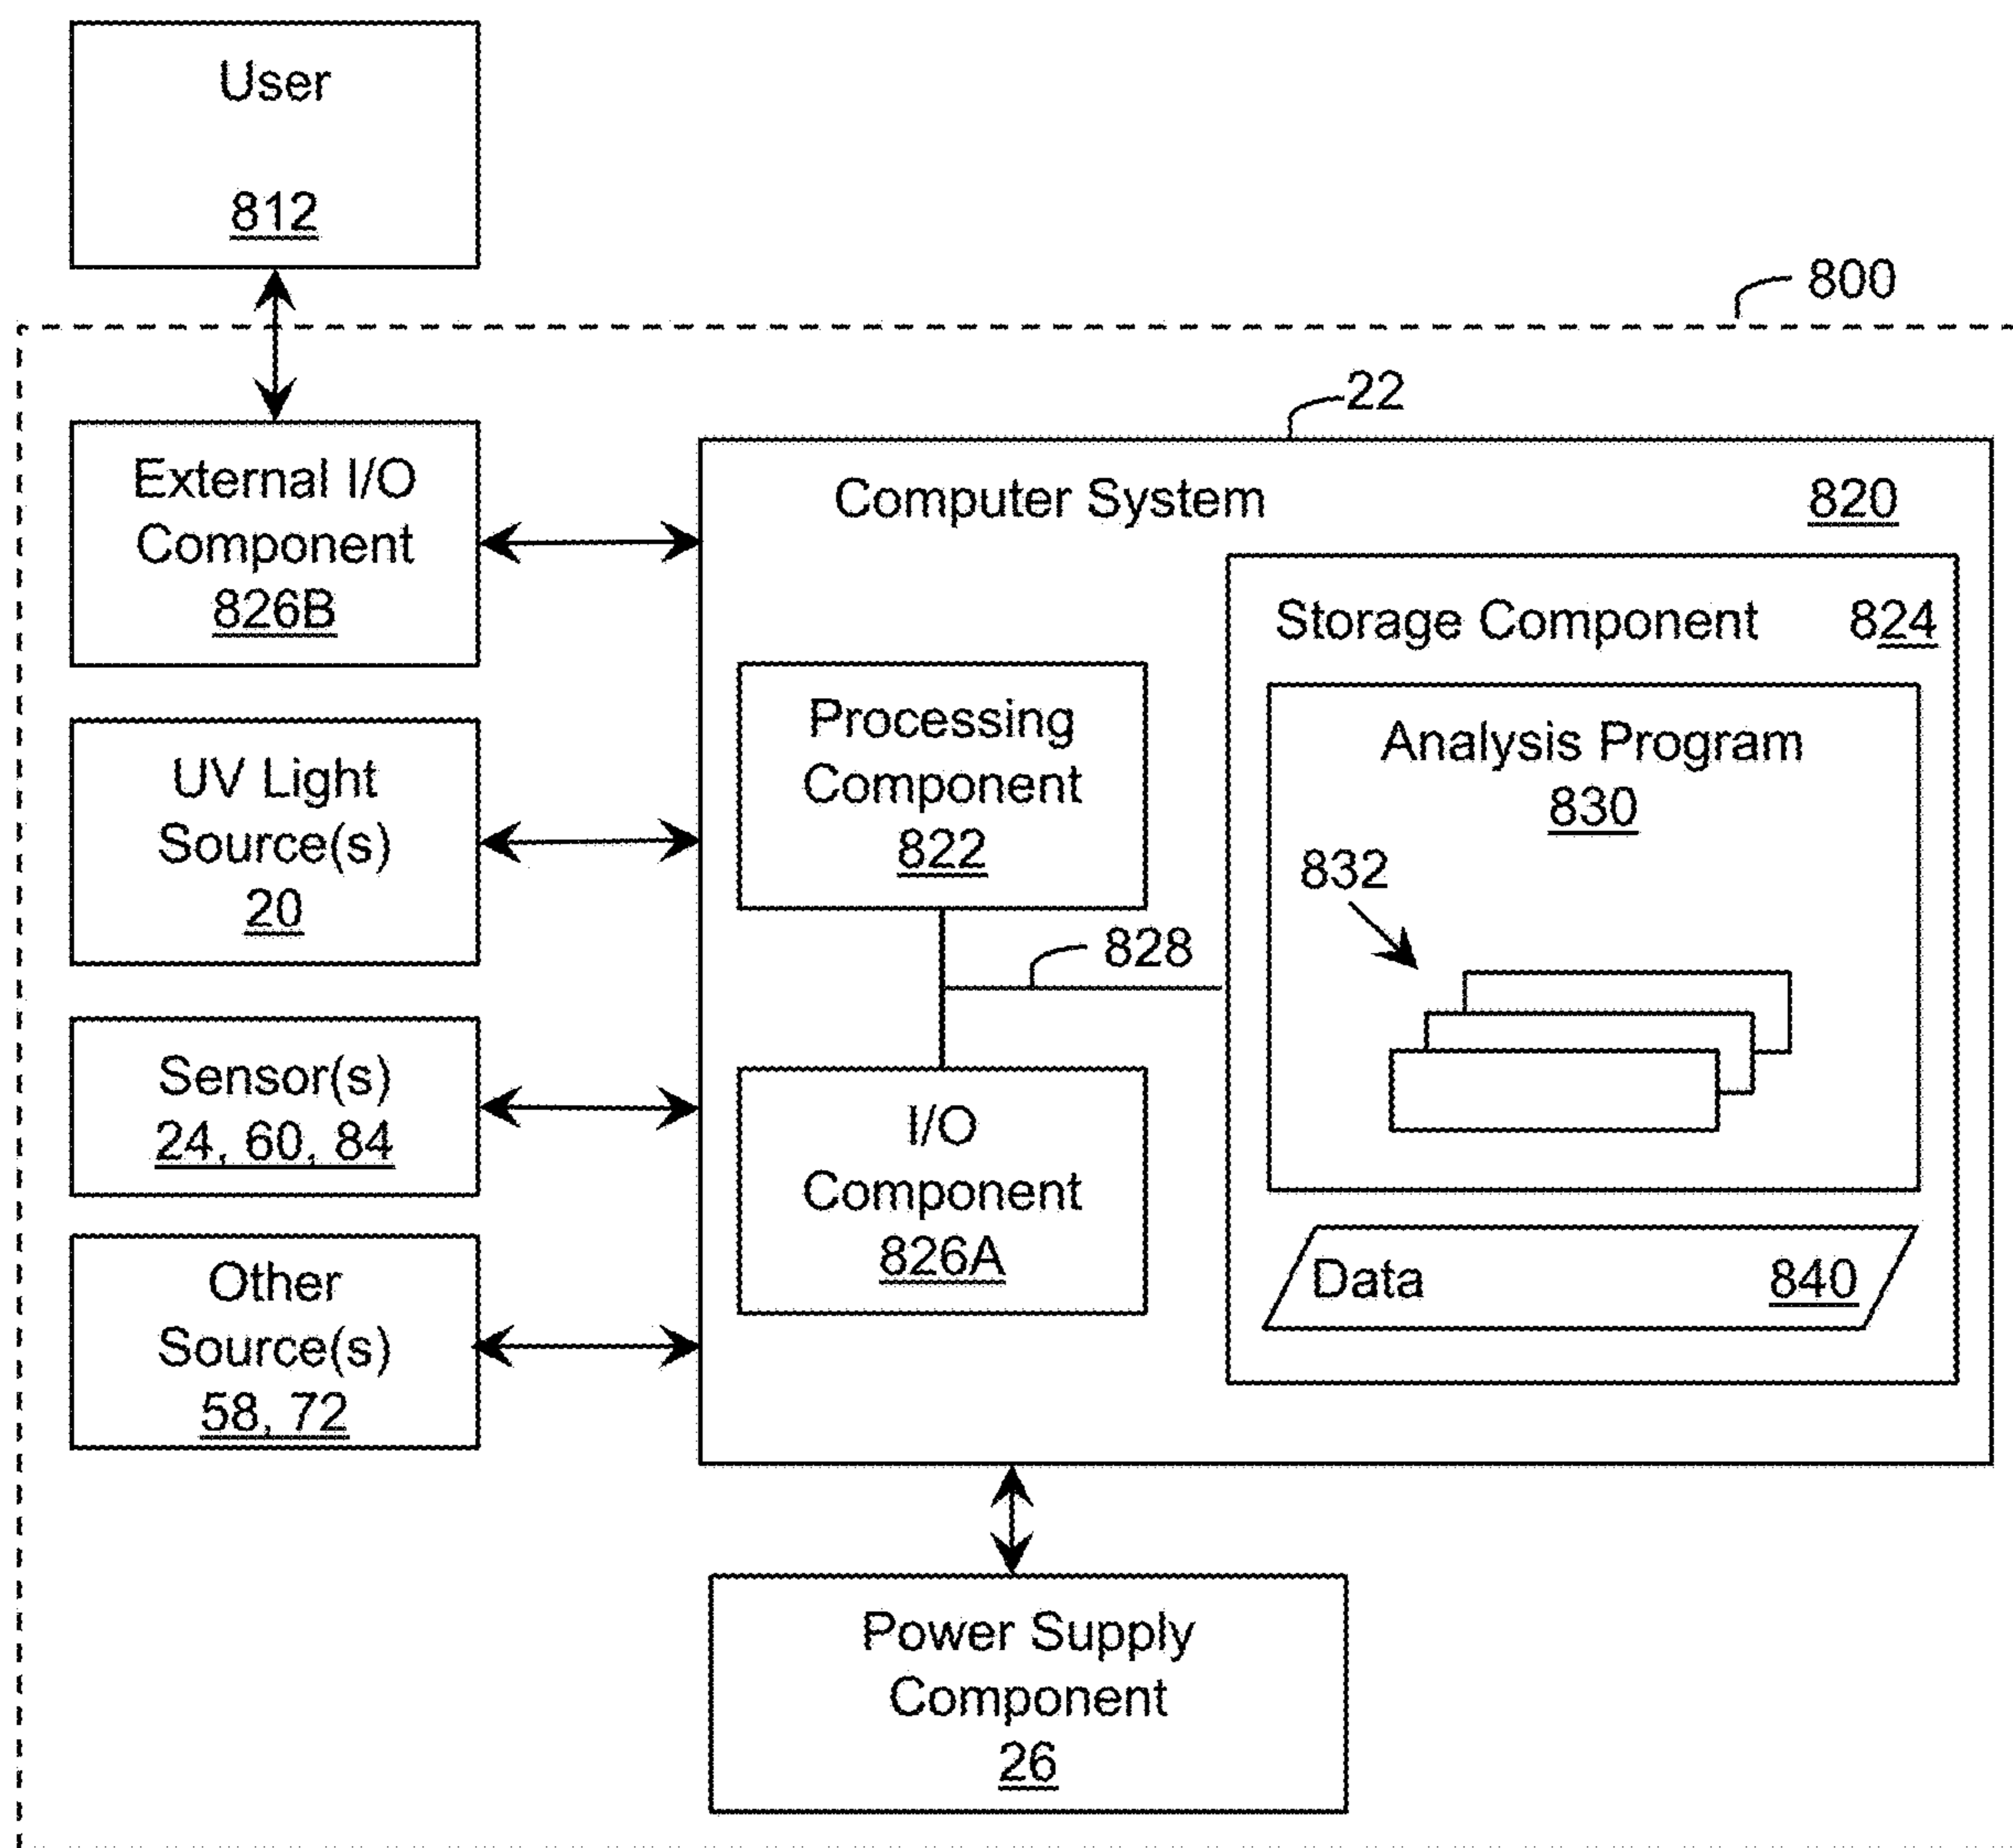 User
812
800
22
External I/O
Component
826B
Computer System
820
Storage Component
824
Processing
Component
822
Analysis Program
830
832
UV Light
Source(s)
20
828
Sensor(s)
24, 60, 84
I/O
Component
826A
Other
Source(s)
58, 72
Data
840
Power Supply
Component
26